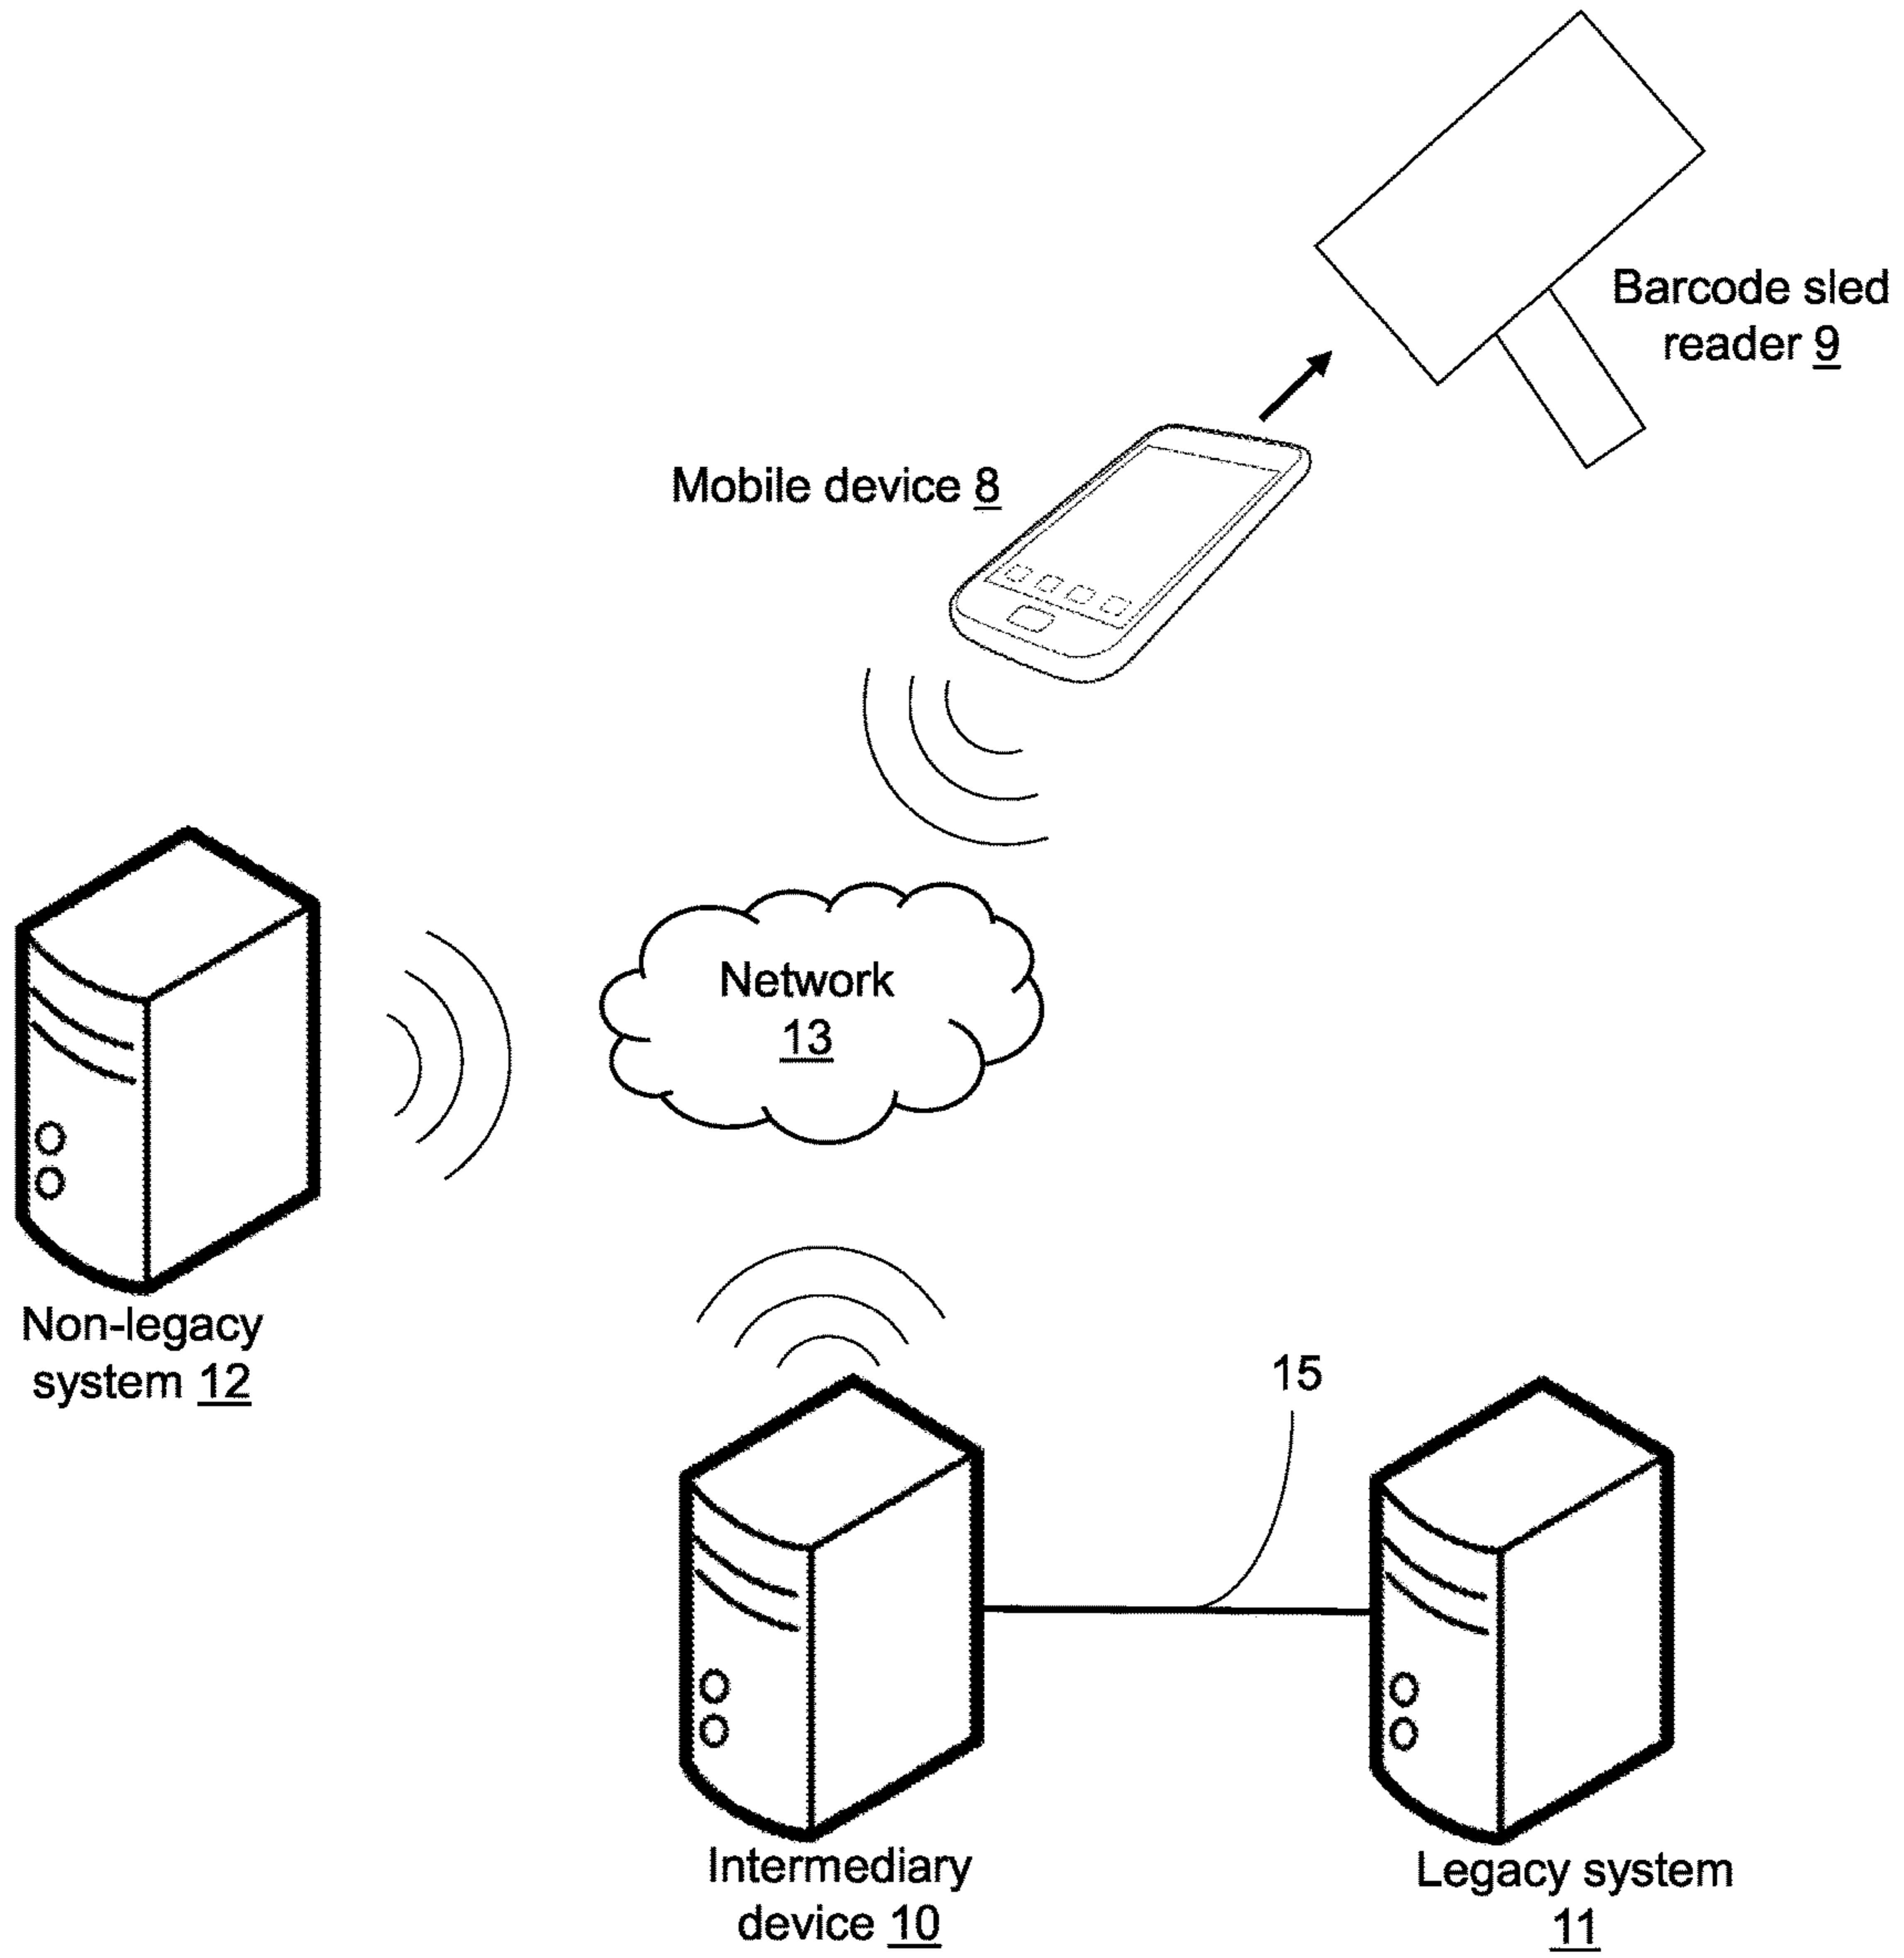 Barcode sled
reader 9
Mobile device 8
Network
13
Non-legacy
system 12
15
Intermediary
device 10
Legacy system
11